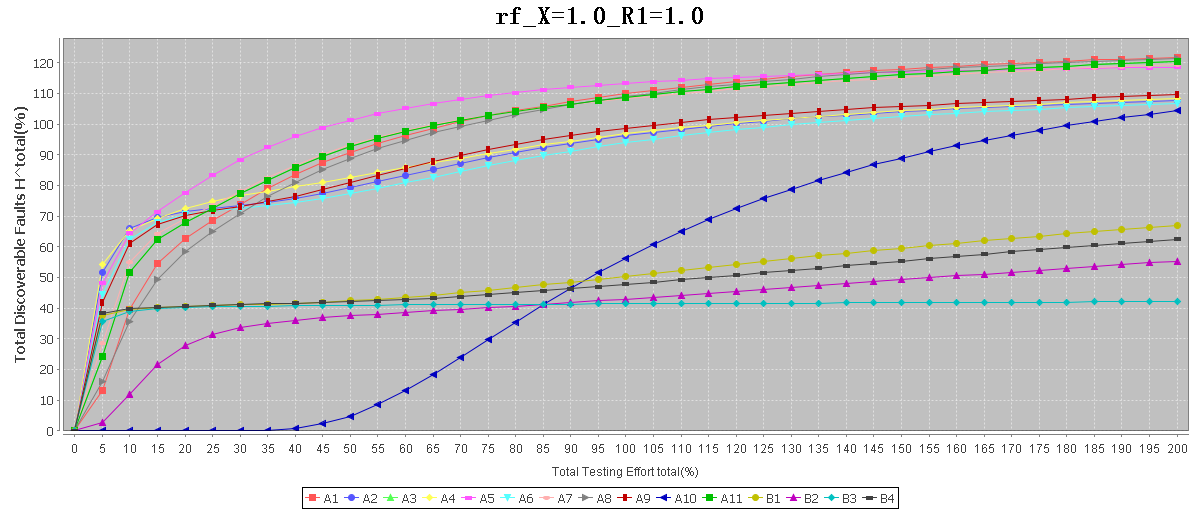 rf_X=1.0_R1=1.0
Total Discoverable Faults H^total(%)
120
110
100
90
80
70
60
50
40
30
20
10
0
0 5 10 15 20 25 30 35 40 45 50 55 60 65 70 75 80 85 90 95 100 105 110 115 120 125 130 135 140 145 150 155 160 165 170 175 180 185 190 195 200
Total Testing Effort total(%)
A1 A2 A3 A4 A5 A6 A7 A8 A9 A10 A11 B1 B2 B3 B4